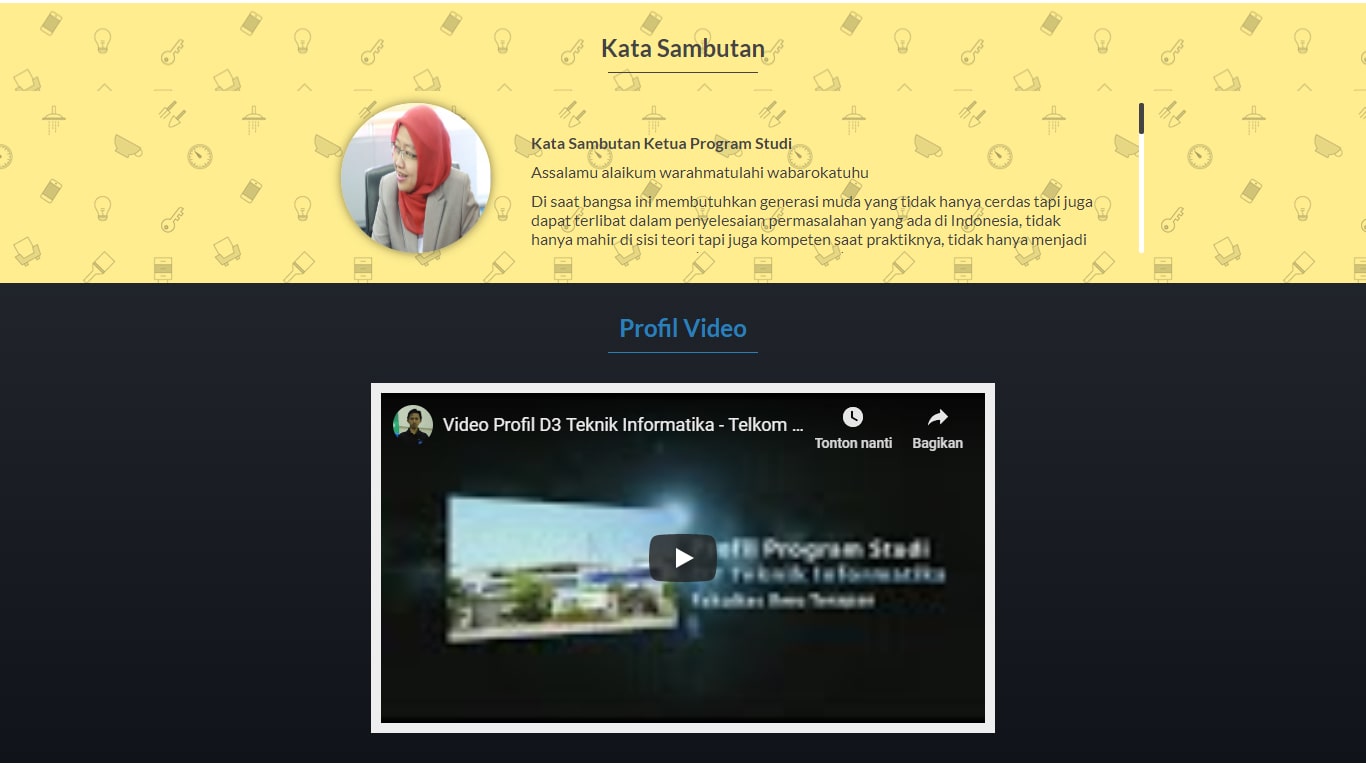 Kata Sambutan
Kata Sambutan Ketua Program Studi
Assalamu alaikum warahmatulahi wabarokatuhu
Di saat bangsa ini membutuhkan generasi muda yang tidak hanya cerdas tapi juga
dapat terlibat dalam penyelesaian permasalahan yang ada di Indonesia, tidak
hanya mahir di sisi teori tapi juga kompeten saat praktiknya, tidak hanya menjadi
Profil Video
Video Profil D3 Teknik Informatika - Telkom ...
Tonton nanti
Bagikan
Program Studi
Teknik Informatika
Fakultas Ilmu Terapan